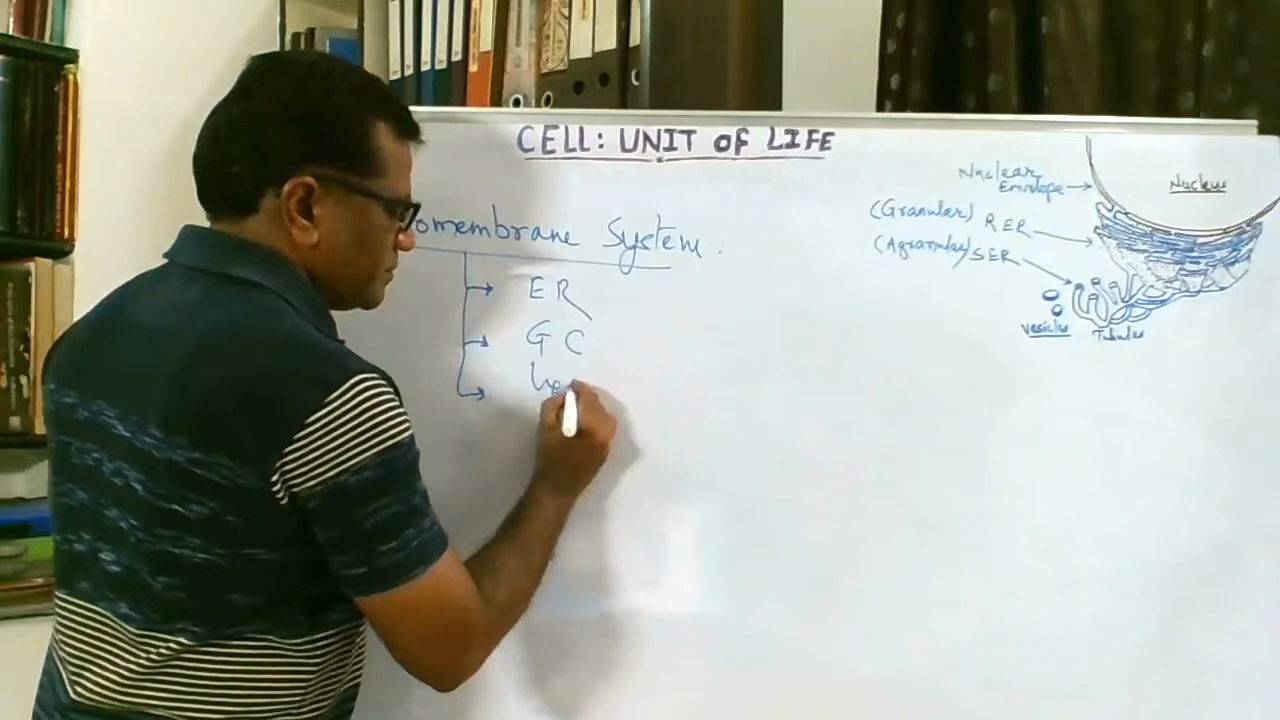 CELL: UNIT OF LIFE
omembrane System.
ER
GC
Nuclear Envelope
Nucleus
(Granular) RER
(Agranular) SER
Vesicles
Tubules